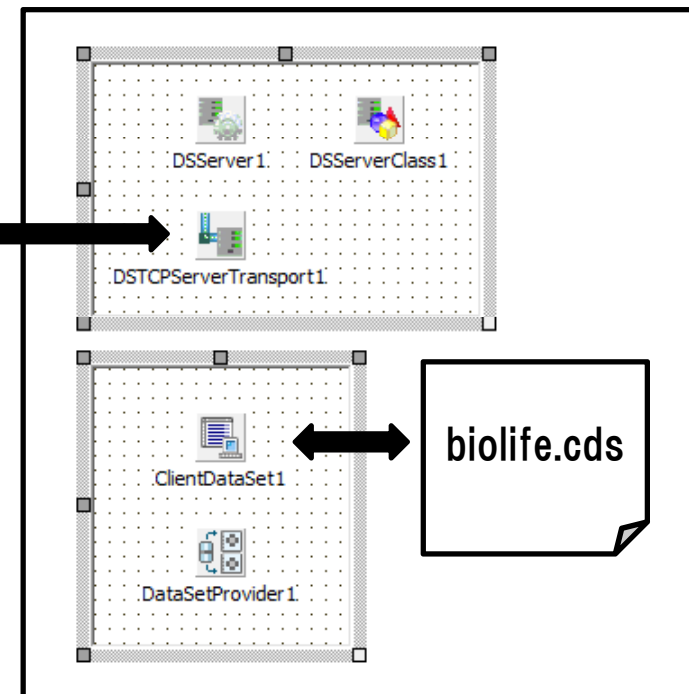 DSServer1
DSServerClass1
DSTCPServerTransport1
ClientDataSet1
biolife.cds
DataSetProvider1